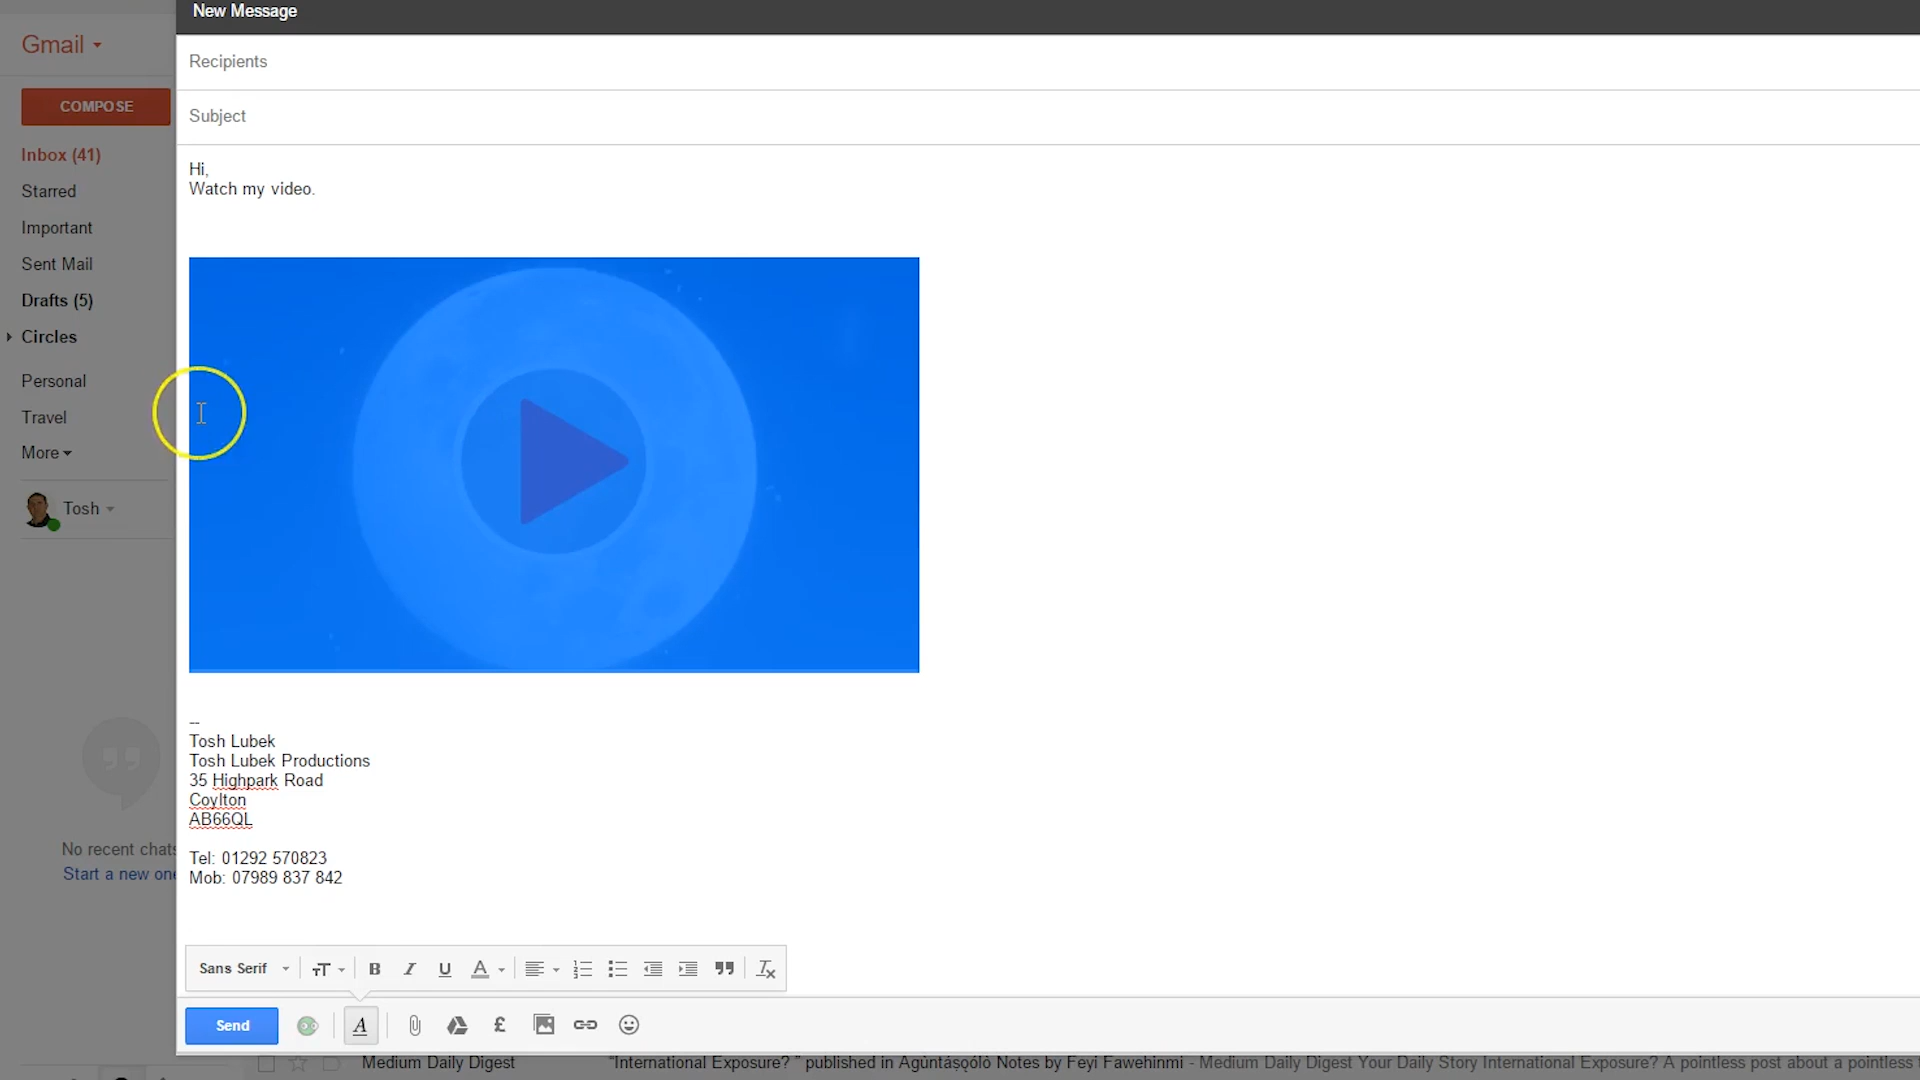 New Message
Gmail
Recipients
COMPOSE
Subject
Inbox (41)
Starred
Important
Sent Mail
Drafts (5)
Circles
Personal
Travel
More
Tosh
No recent chats
Start a new one
Hi,
Watch my video.
--
Tosh Lubek
Tosh Lubek Productions
35 Highpark Road
Coylton
AB66QL
Tel: 01292 570823
Mob: 07989 837 842
Sans Serif
Send
Medium Daily Digest "International Exposure? " published in Agúntáṣọólò Notes by Feyi Fawehinmi - Medium Daily Digest Your Daily Story International Exposure? A pointless post about a pointless